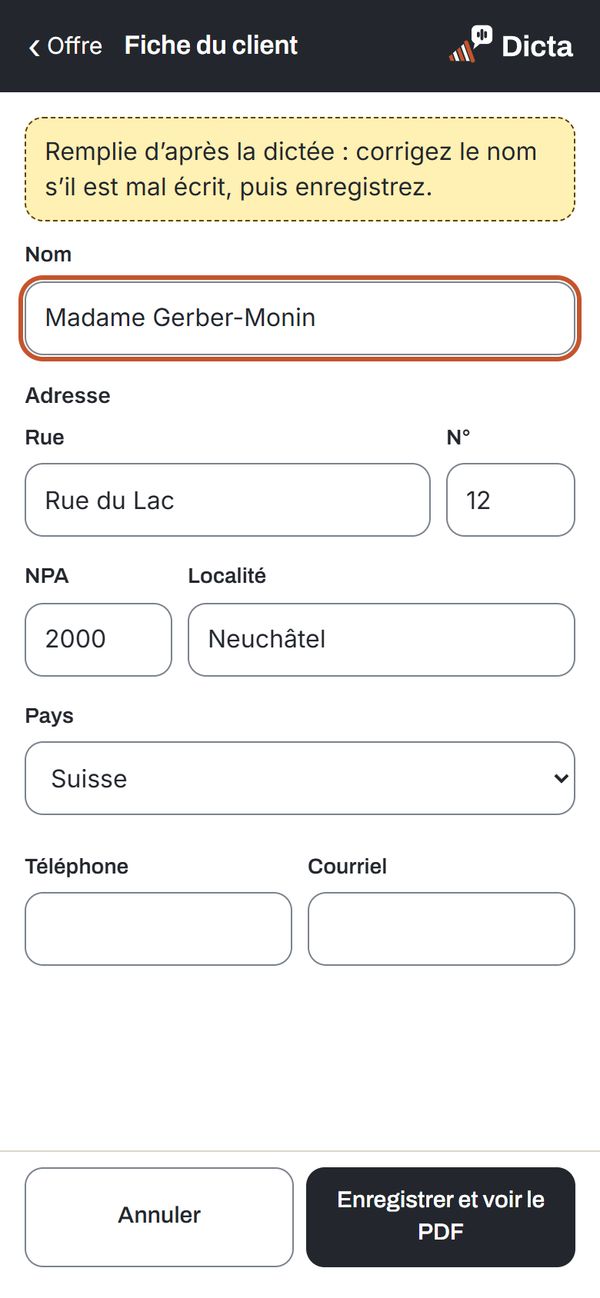 ‹ Offre Fiche du client Dicta
Remplie d’après la dictée : corrigez le nom
s’il est mal écrit, puis enregistrez.
Nom
Madame Gerber-Monin
Adresse
Rue N°
Rue du Lac 12
NPA Localité
2000 Neuchâtel
Pays
Suisse
Téléphone Courriel
Annuler
Enregistrer et voir le
PDF